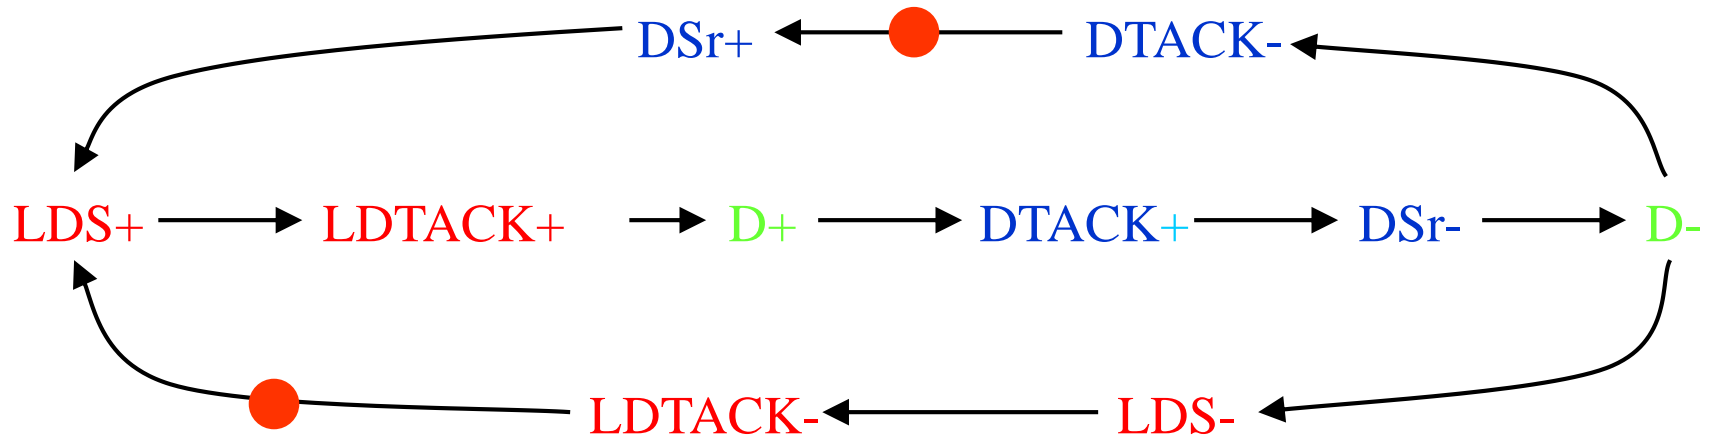 DSr+ DTACK-
LDS+ LDTACK+ D+ DTACK+ DSr- D-
LDTACK- LDS-